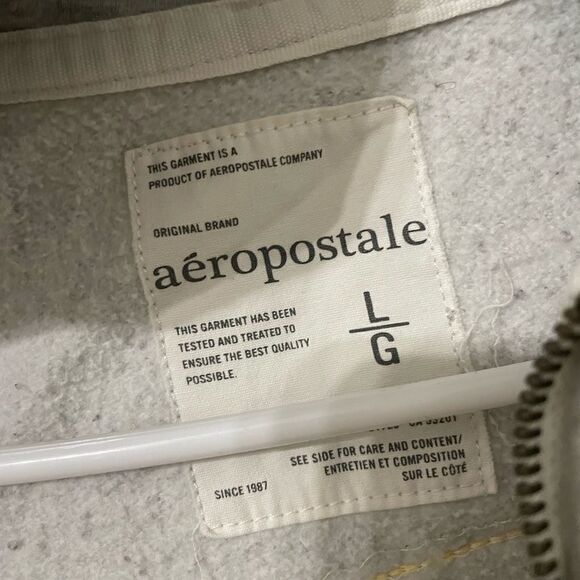 THIS GARMENT IS A
PRODUCT OF AEROPOSTALE COMPANY
ORIGINAL BRAND
aéropostale
THIS GARMENT HAS BEEN
TESTED AND TREATED TO
ENSURE THE BEST QUALITY
POSSIBLE.
L
G
SEE SIDE FOR CARE AND CONTENT/
ENTRETIEN ET COMPOSITION
SUR LE CÔTÉ
SINCE 1987